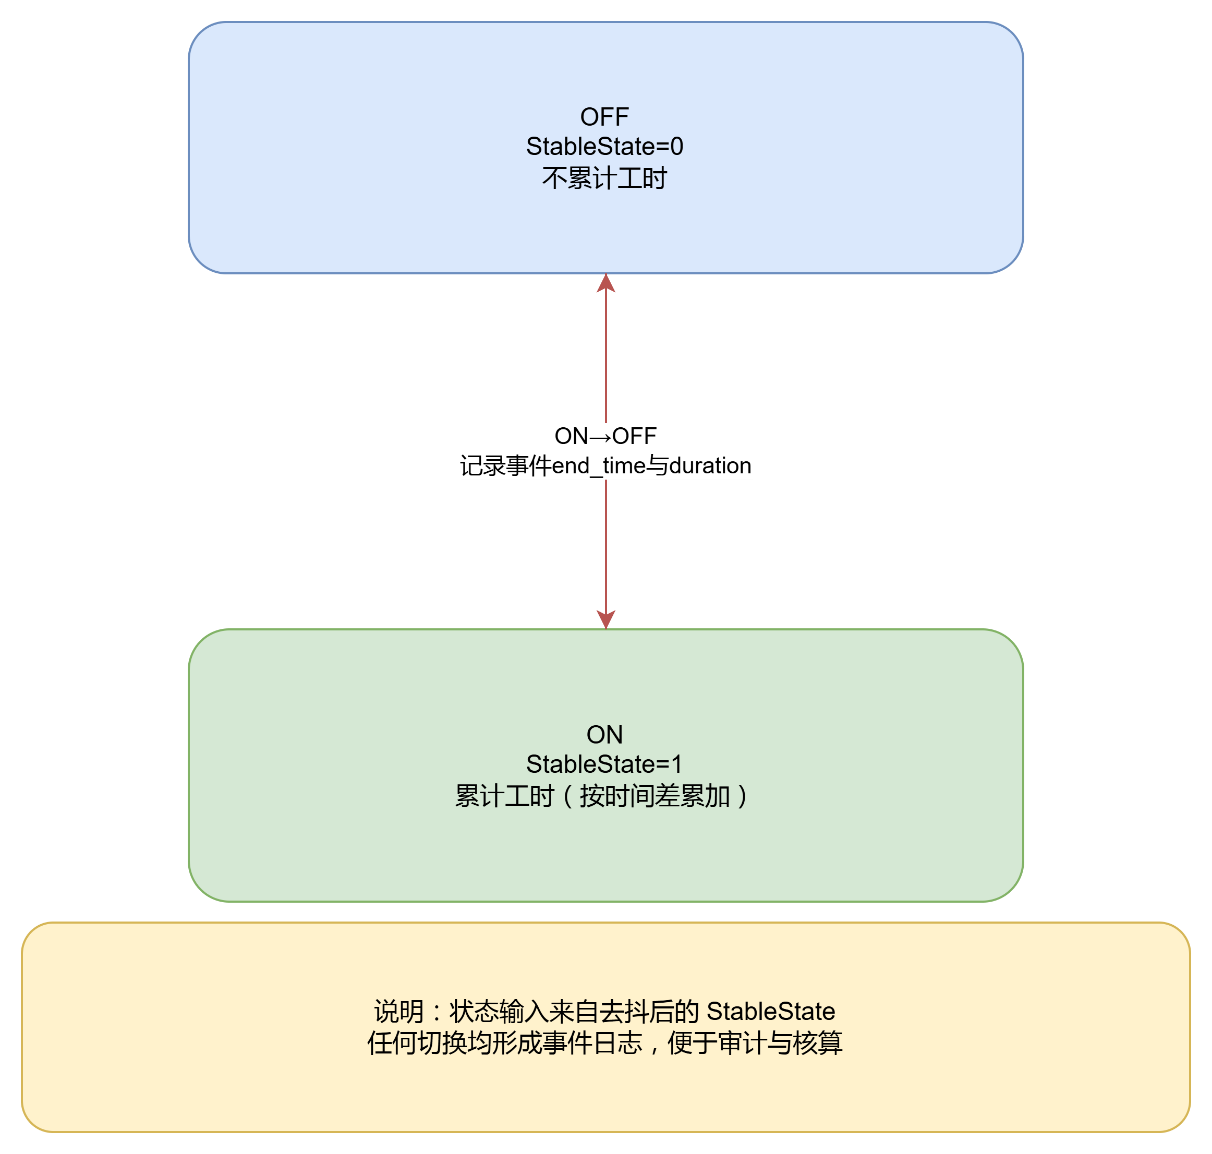 OFF
StableState=0
不累计工时
ON→OFF
记录事件end_time与duration
ON
StableState=1
累计工时（按时间差累加）
说明：状态输入来自去抖后的 StableState
任何切换均形成事件日志，便于审计与核算